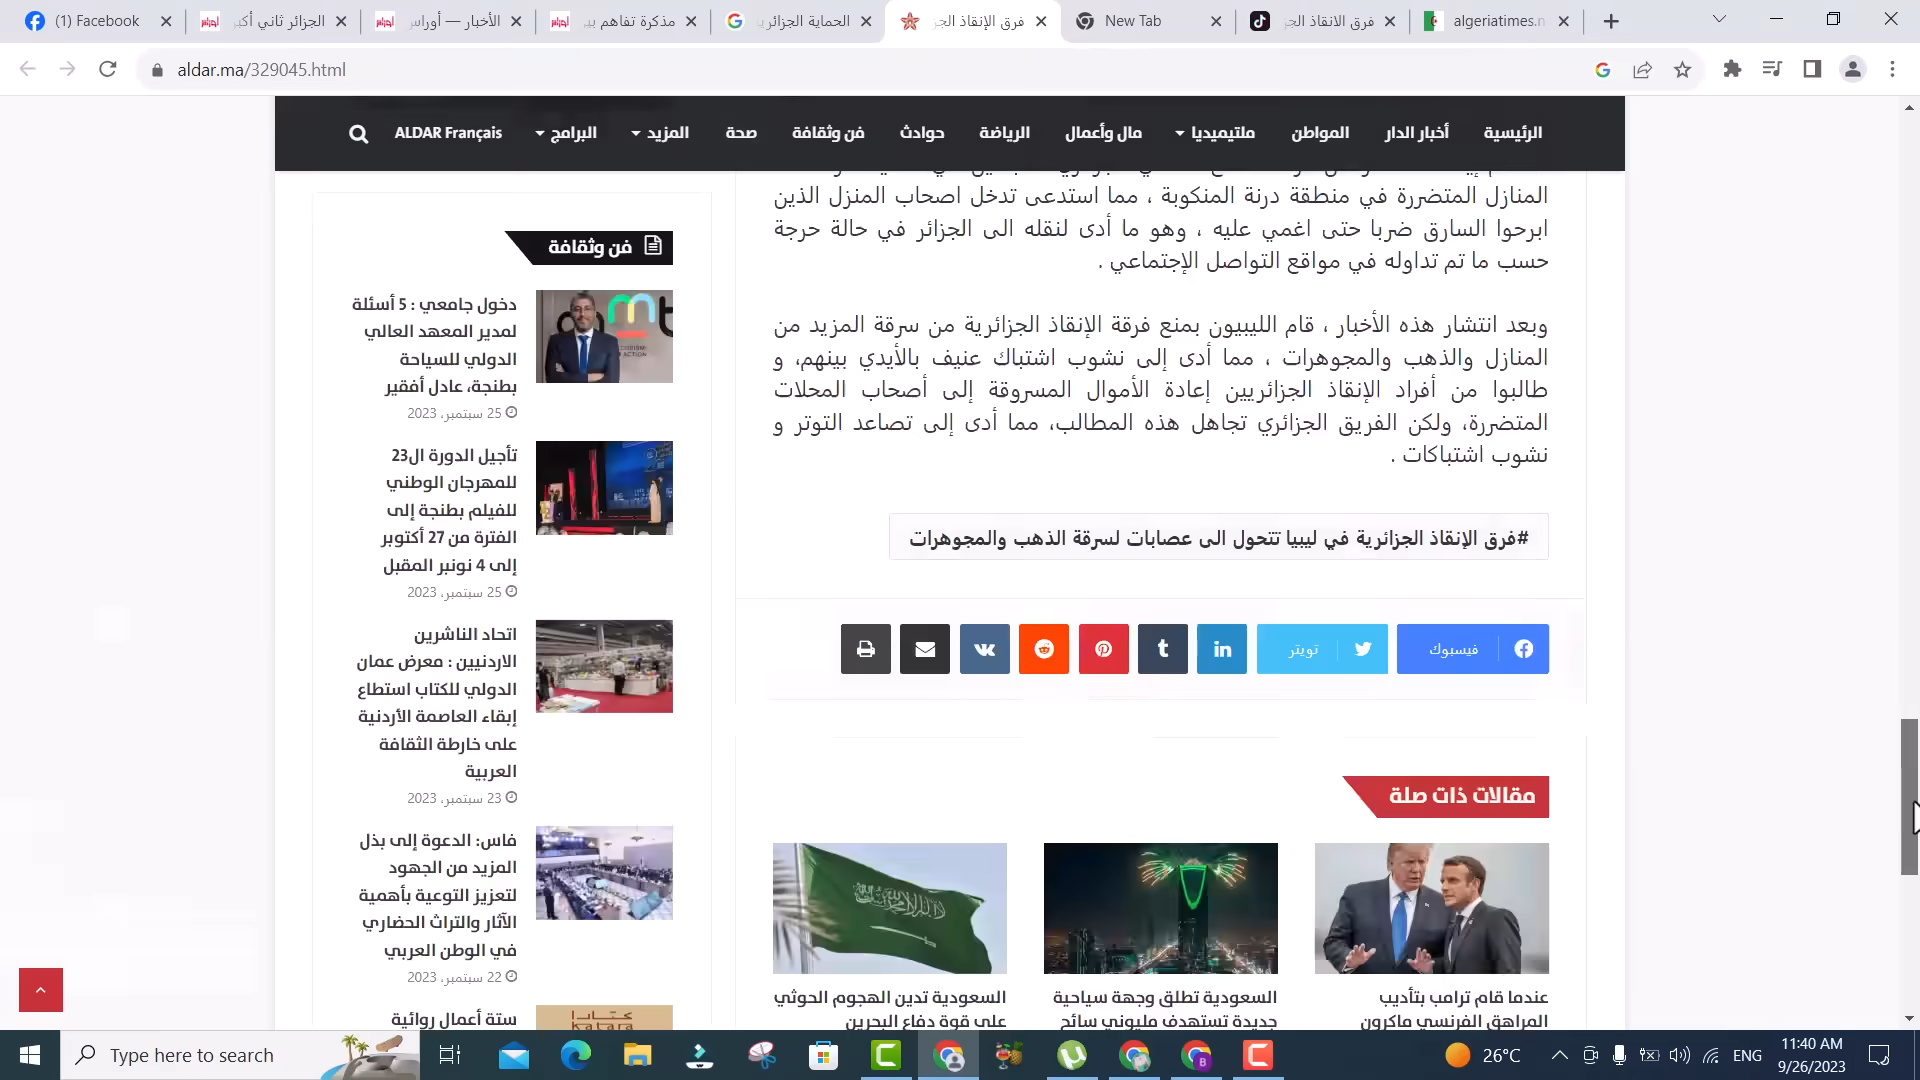 (1) Facebook
الجزائر ثاني أكبر
الأخبار — أوراس
مذكرة تفاهم بين
الحماية الجزائرية
فرق الإنقاذ الجز
New Tab
فرق الانقاذ الجز
algeriatimes.n
aldar.ma/329045.html
الرئيسية
أخبار الدار
المواطن
ملتيميديا
مال وأعمال
الرياضة
حوادث
فن وثقافة
صحة
المزيد
البرامج
ALDAR Français
المنازل المتضررة في منطقة درنة المنكوبة ، مما استدعى تدخل اصحاب المنزل الذين
ابرحوا السارق ضربا حتى اغمي عليه ، وهو ما أدى لنقله الى الجزائر في حالة حرجة
حسب ما تم تداوله في مواقع التواصل الإجتماعي .
وبعد انتشار هذه الأخبار ، قام الليبيون بمنع فرقة الإنقاذ الجزائرية من سرقة المزيد من
المنازل والذهب والمجوهرات ، مما أدى إلى نشوب اشتباك عنيف بالأيدي بينهم، و
طالبوا من أفراد الإنقاذ الجزائريين إعادة الأموال المسروقة إلى أصحاب المحلات
المتضررة، ولكن الفريق الجزائري تجاهل هذه المطالب، مما أدى إلى تصاعد التوتر و
نشوب اشتباكات .
#فرق الإنقاذ الجزائرية في ليبيا تتحول الى عصابات لسرقة الذهب والمجوهرات
فيسبوك
تويتر
مقالات ذات صلة
عندما قام ترامب بتأديب
المراهق الفرنسي ماكرون
السعودية تطلق وجهة سياحية
جديدة تستهدف مليوني سائح
السعودية تدين الهجوم الحوثي
على قوة دفاع البحرين
فن وثقافة
دخول جامعي : 5 أسئلة
لمدير المعهد العالي
الدولي للسياحة
بطنجة، عادل أفقير
25 سبتمبر، 2023
تأجيل الدورة ال23
للمهرجان الوطني
للفيلم بطنجة إلى
الفترة من 27 أكتوبر
إلى 4 نونبر المقبل
25 سبتمبر، 2023
اتحاد الناشرين
الاردنيين : معرض عمان
الدولي للكتاب استطاع
إبقاء العاصمة الأردنية
على خارطة الثقافة
العربية
23 سبتمبر، 2023
فاس: الدعوة إلى بذل
المزيد من الجهود
لتعزيز التوعية بأهمية
الآثار والتراث الحضاري
في الوطن العربي
22 سبتمبر، 2023
ستة أعمال روائية
Type here to search
26°C
ENG
11:40 AM
9/26/2023